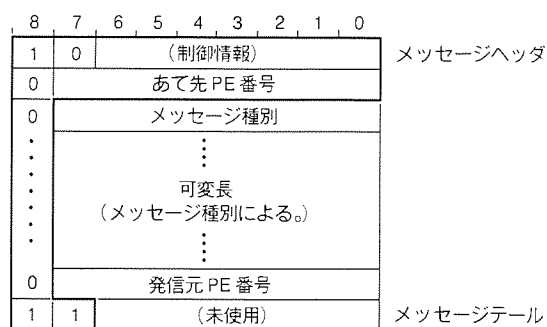 8 7 6 5 4 3 2 1 0
1 0 (制御情報) メッセージヘッダ
0 あて先PE番号
0 メッセージ種別
可変長
(メッセージ種別による。)
0 発信元PE番号
1 1 (未使用) メッセージテール